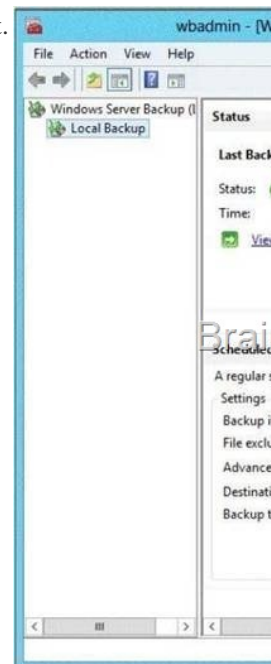 wbadmin - [W
File Action View Help
Windows Server Backup (l
Local Backup
Status
Last Back
Status:
Time:
Vie
Brai
Scheduled
A regular s
Settings
Backup i
File exclu
Advance
Destinati
Backup t